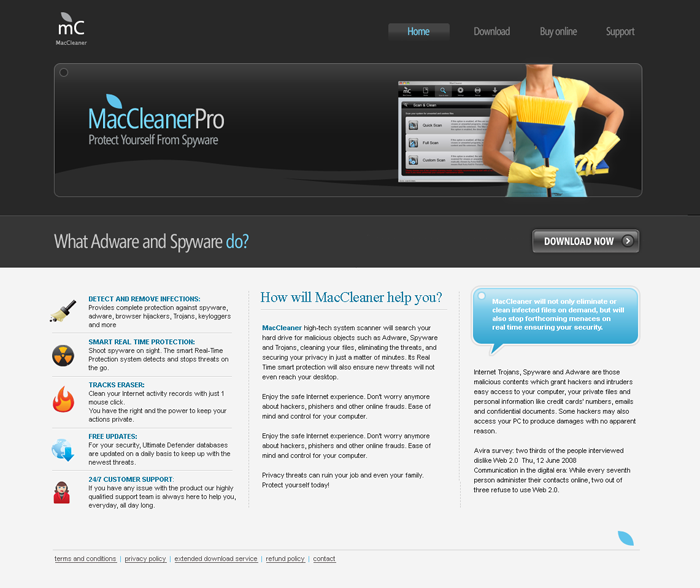 mC
MacCleaner
Home
Download
Buy online
Support
MacCleanerPro
Protect Yourself From Spyware
Scan & Clean
Quick Scan
Full Scan
Custom Scan
What Adware and Spyware do?
DOWNLOAD NOW
DETECT AND REMOVE INFECTIONS:
Provides complete protection against spyware,
adware, browser hijackers, Trojans, keyloggers
and more
SMART REAL TIME PROTECTION:
Shoot spyware on sight. The smart Real-Time
Protection system detects and stops threats on
the go.
TRACKS ERASER:
Clean your Internet activity records with just 1
mouse click.
You have the right and the power to keep your
actions private.
FREE UPDATES:
For your security, Ultimate Defender databases
are updated on a daily basis to keep up with the
newest threats.
24/7 CUSTOMER SUPPORT:
If you have any issue with the product our highly
qualified support team is always here to help you,
everyday, all day long.
How will MacCleaner help you?
MacCleaner high-tech system scanner will search your
hard drive for malicious objects such as Adware, Spyware
and Trojans, cleaning your files, eliminating the threats, and
securing your privacy in just a matter of minutes. Its Real
Time smart protection will also ensure new threats will not
even reach your desktop.
Enjoy the safe Internet experience. Don't worry anymore
about hackers, phishers and other online frauds. Ease of
mind and control for your computer.
Enjoy the safe Internet experience. Don't worry anymore
about hackers, phishers and other online frauds. Ease of
mind and control for your computer.
Privacy threats can ruin your job and even your family.
Protect yourself today!
MacCleaner will not only eliminate or
clean infected files on demand, but will
also stop forthcoming menaces on
real time ensuring your security.
Internet Trojans, Spyware and Adware are those
malicious contents which grant hackers and intruders
easy access to your computer, your private files and
personal information like credit cards' numbers, emails
and confidential documents. Some hackers may also
access your PC to produce damages with no apparent
reason.
Avira survey: two thirds of the people interviewed
dislike Web 2.0 Thu, 12 June 2008
Communication in the digital era: While every seventh
person administer their contacts online, two out of
three refuse to use Web 2.0.
terms and conditions | privacy policy | extended download service | refund policy | contact